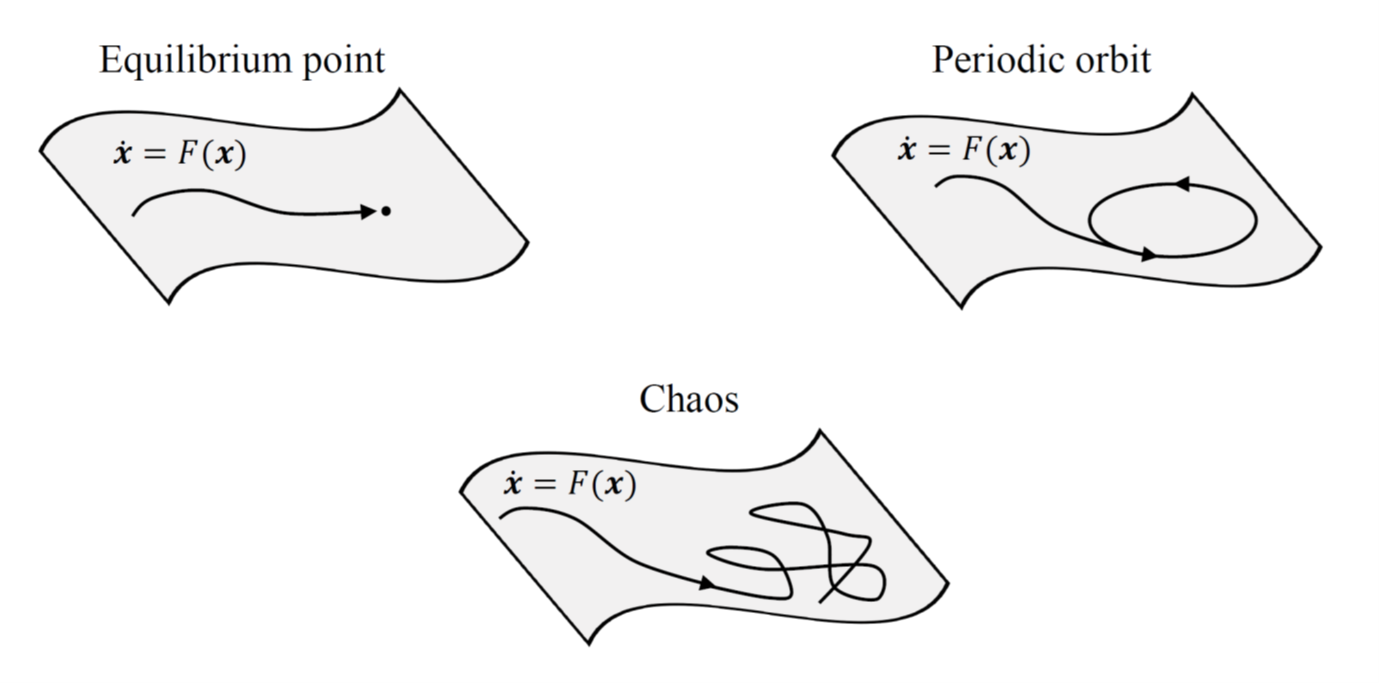 Equilibrium point
ẋ = F(x)
Periodic orbit
ẋ = F(x)
Chaos
ẋ = F(x)